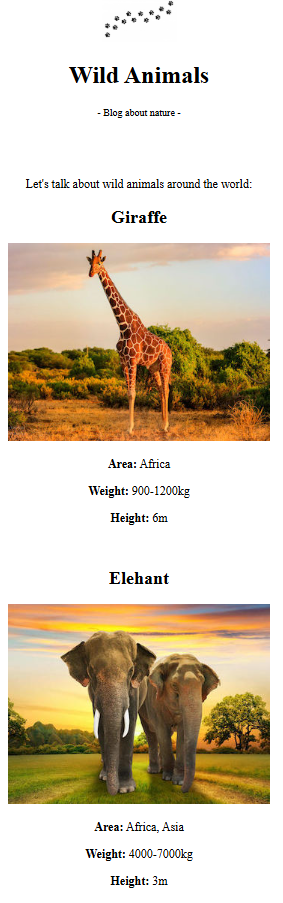 Wild Animals
- Blog about nature -
Let's talk about wild animals around the world:
Giraffe
Area: Africa
Weight: 900-1200kg
Height: 6m
Elehant
Area: Africa, Asia
Weight: 4000-7000kg
Height: 3m